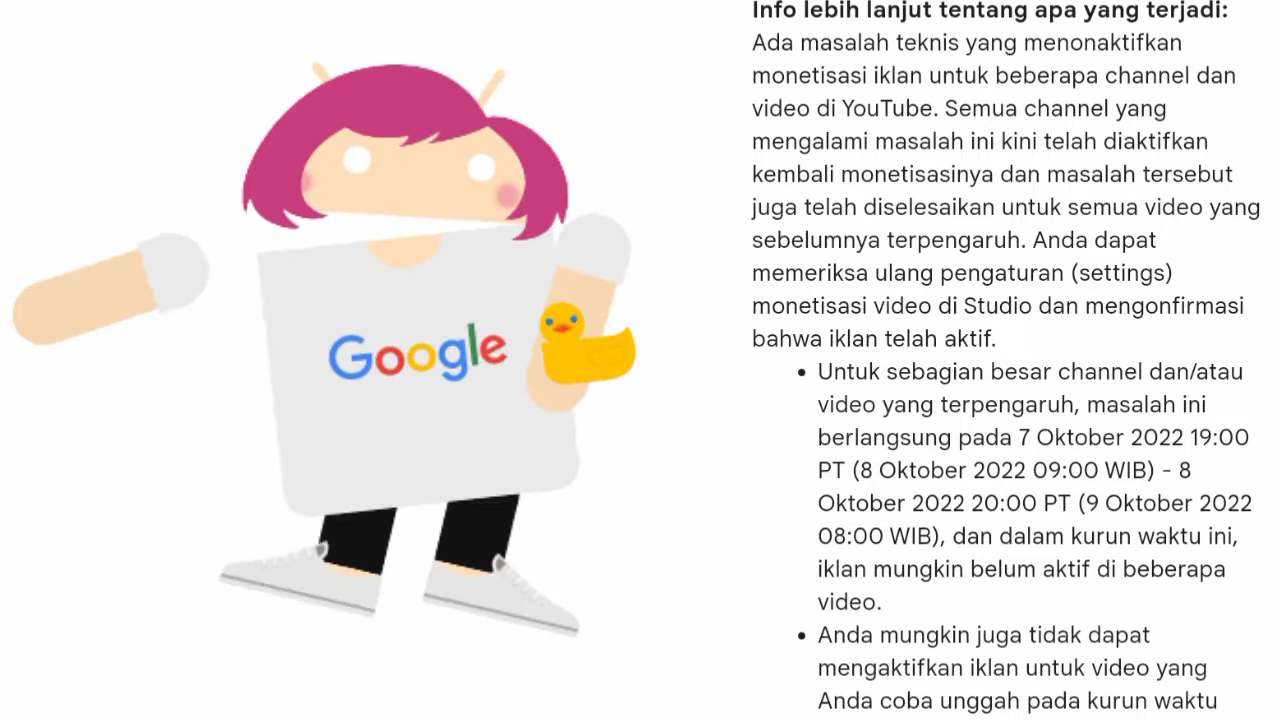 Google
Info lebih lanjut tentang apa yang terjadi:
Ada masalah teknis yang menonaktifkan
monetisasi iklan untuk beberapa channel dan
video di YouTube. Semua channel yang
mengalami masalah ini kini telah diaktifkan
kembali monetisasinya dan masalah tersebut
juga telah diselesaikan untuk semua video yang
sebelumnya terpengaruh. Anda dapat
memeriksa ulang pengaturan (settings)
monetisasi video di Studio dan mengonfirmasi
bahwa iklan telah aktif.
• Untuk sebagian besar channel dan/atau
video yang terpengaruh, masalah ini
berlangsung pada 7 Oktober 2022 19:00
PT (8 Oktober 2022 09:00 WIB) - 8
Oktober 2022 20:00 PT (9 Oktober 2022
08:00 WIB), dan dalam kurun waktu ini,
iklan mungkin belum aktif di beberapa
video.
• Anda mungkin juga tidak dapat
mengaktifkan iklan untuk video yang
Anda coba unggah pada kurun waktu